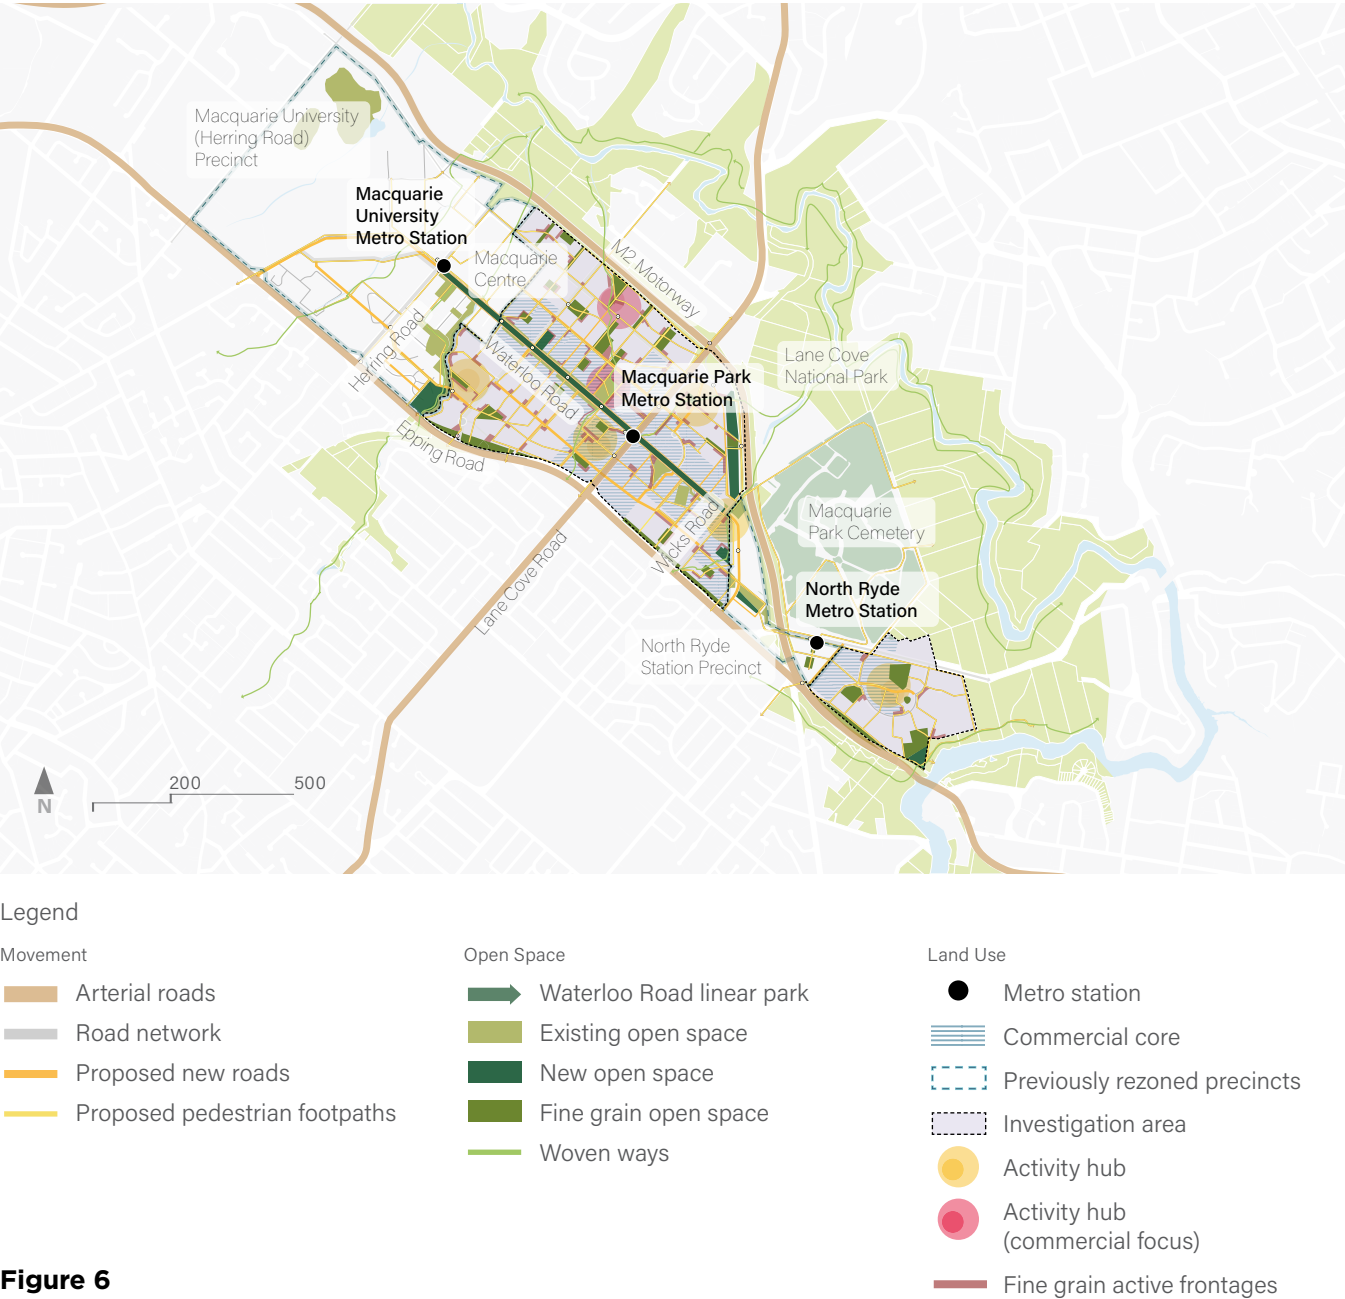 Macquarie University
(Herring Road)
Precinct
Macquarie
University
Metro Station
Macquarie
Centre
M2 Motorway
Herring Road
Waterloo Road
Macquarie Park
Metro Station
Lane Cove
National Park
Epping Road
Macquarie
Park Cemetery
Wicks Road
Lane Cove Road
North Ryde
Metro Station
North Ryde
Station Precinct
200
500
N
Legend
Movement
Arterial roads
Road network
Proposed new roads
Proposed pedestrian footpaths
Open Space
Waterloo Road linear park
Existing open space
New open space
Fine grain open space
Woven ways
Land Use
Metro station
Commercial core
Previously rezoned precincts
Investigation area
Activity hub
Activity hub
(commercial focus)
Fine grain active frontages
Figure 6